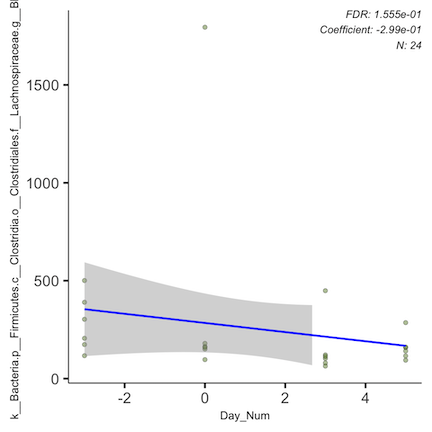 FDR: 1.555e-01
Coefficient: -2.99e-01
N: 24
k__Bacteria.p__Firmicutes.c__Clostridia.o__Clostridiales.f__Lachnospiraceae.g__Bl
1500
1000
500
0
-2 0 2 4
Day_Num